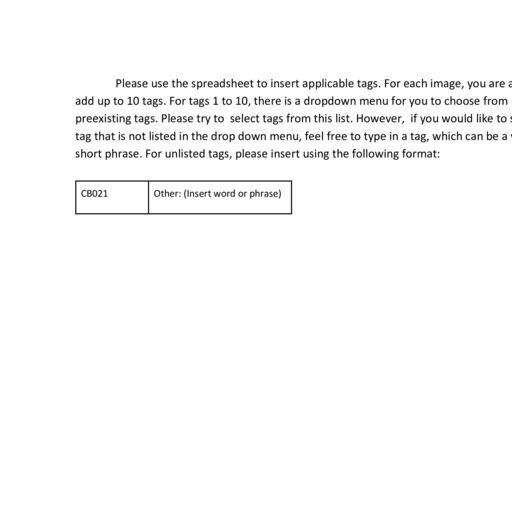 Please use the spreadsheet to insert applicable tags. For each image, you are
add up to 10 tags. For tags 1 to 10, there is a dropdown menu for you to choose from
preexisting tags. Please try to  select tags from this list. However,  if you would like to
tag that is not listed in the drop down menu, feel free to type in a tag, which can be a
short phrase. For unlisted tags, please insert using the following format:
CB021 Other: (Insert word or phrase)